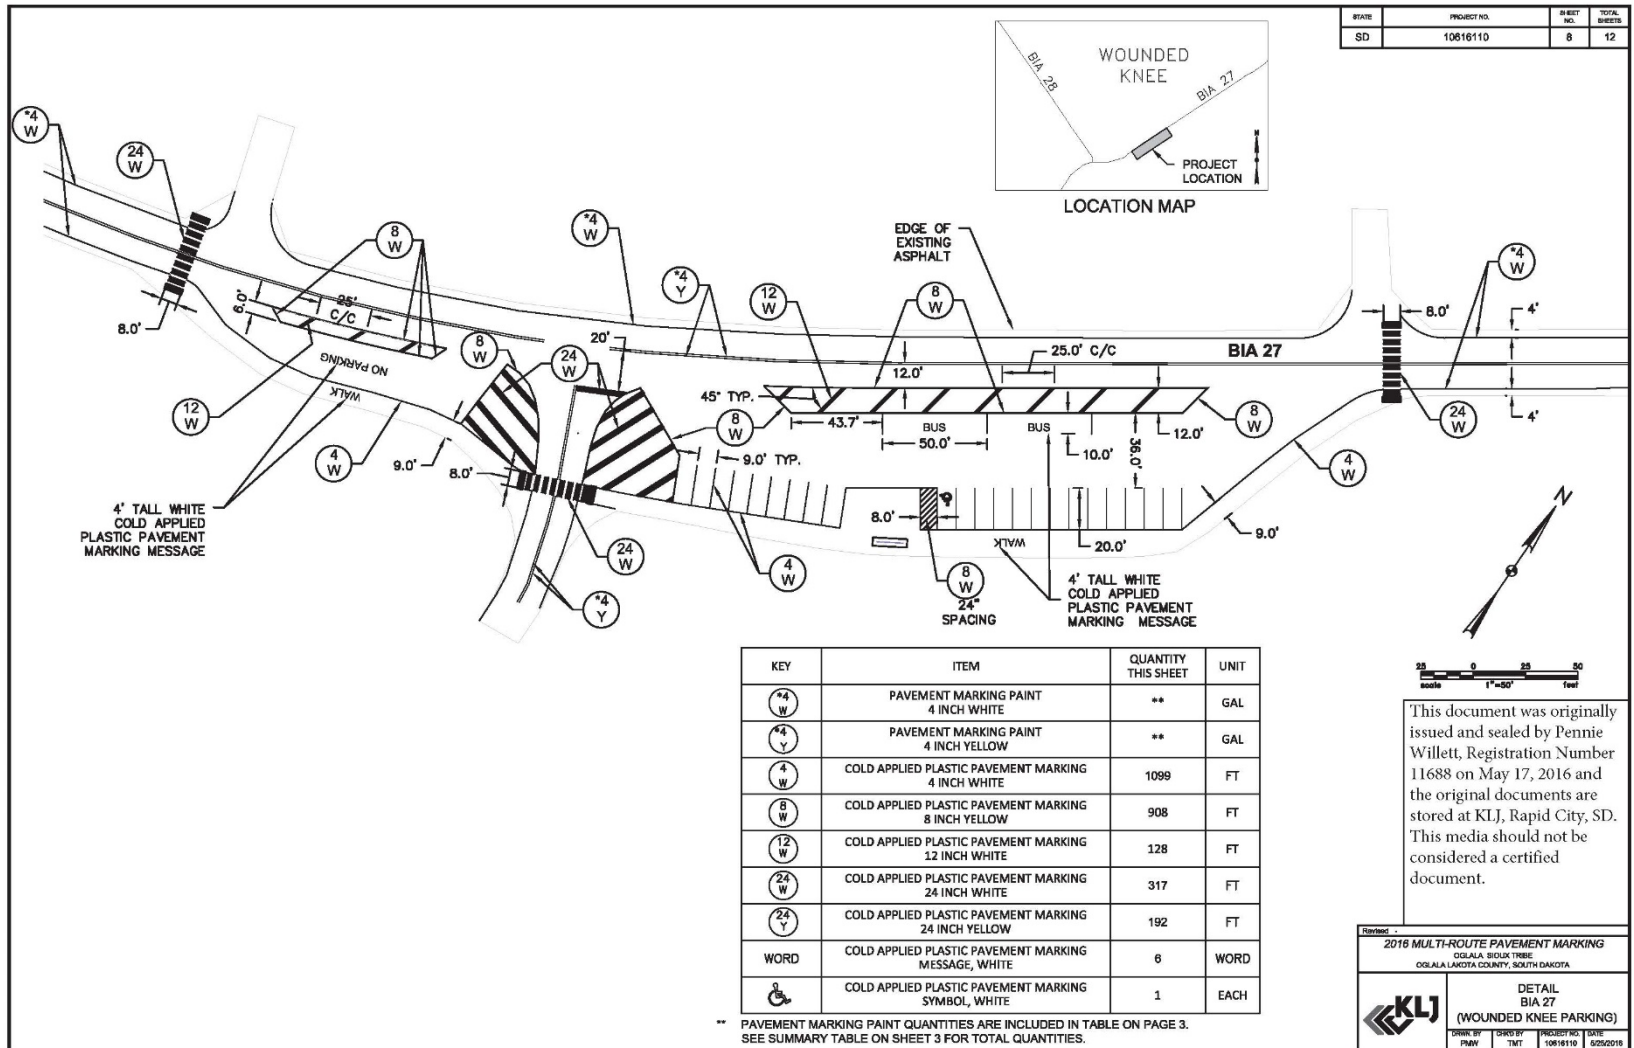 STATE PROJECT NO. SHEET NO. TOTAL SHEETS
SD 10616110 8 12
WOUNDED
KNEE
BIA 28
BIA 27
N
PROJECT
LOCATION
LOCATION MAP
*4
W
24
W
8
W
*4
W
*4
Y
12
W
8
W
EDGE OF
EXISTING
ASPHALT
*4
W
8.0'
6.0'
25'
C/C
8.0'
4'
4'
NO PARKING
WALK
8
W
24
W
20'
12.0'
25.0' C/C
BIA 27
45° TYP.
12
W
8
W
43.7'
BUS
50.0'
BUS
10.0'
36.0'
12.0'
8
W
24
W
4
W
9.0'
8.0'
9.0' TYP.
4
W
4' TALL WHITE
COLD APPLIED
PLASTIC PAVEMENT
MARKING MESSAGE
24
W
*4
Y
4
W
8.0'
8
W
24"
SPACING
WALK
20.0'
9.0'
4' TALL WHITE
COLD APPLIED
PLASTIC PAVEMENT
MARKING MESSAGE
N
25 0 25 50
scale 1"=50' feet
KEY ITEM QUANTITY THIS SHEET UNIT
*4 W PAVEMENT MARKING PAINT 4 INCH WHITE ** GAL
*4 Y PAVEMENT MARKING PAINT 4 INCH YELLOW ** GAL
4 W COLD APPLIED PLASTIC PAVEMENT MARKING 4 INCH WHITE 1099 FT
8 W COLD APPLIED PLASTIC PAVEMENT MARKING 8 INCH YELLOW 908 FT
12 W COLD APPLIED PLASTIC PAVEMENT MARKING 12 INCH WHITE 128 FT
24 W COLD APPLIED PLASTIC PAVEMENT MARKING 24 INCH WHITE 317 FT
24 Y COLD APPLIED PLASTIC PAVEMENT MARKING 24 INCH YELLOW 192 FT
WORD COLD APPLIED PLASTIC PAVEMENT MARKING MESSAGE, WHITE 6 WORD
COLD APPLIED PLASTIC PAVEMENT MARKING SYMBOL, WHITE 1 EACH
** PAVEMENT MARKING PAINT QUANTITIES ARE INCLUDED IN TABLE ON PAGE 3.
SEE SUMMARY TABLE ON SHEET 3 FOR TOTAL QUANTITIES.
This document was originally
issued and sealed by Pennie
Willett, Registration Number
11688 on May 17, 2016 and
the original documents are
stored at KLJ, Rapid City, SD.
This media should not be
considered a certified
document.
Revised -
2016 MULTI-ROUTE PAVEMENT MARKING
OGLALA SIOUX TRIBE
OGLALA LAKOTA COUNTY, SOUTH DAKOTA
KLJ
DETAIL
BIA 27
(WOUNDED KNEE PARKING)
DRWN. BY CHK'D BY PROJECT NO. DATE
PMW TMT 10616110 5/25/2016